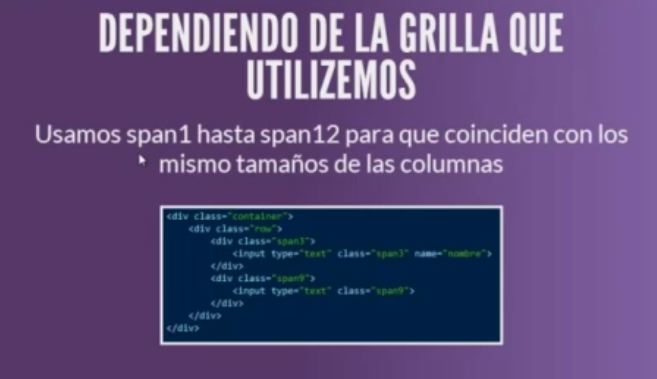 DEPENDIENDO DE LA GRILLA QUE
UTILIZEMOS
Usamos span1 hasta span12 para que coinciden con los
mismo tamaños de las columnas
<div class="container">
<div class="row">
<div class="span3">
<input type="text" class="span3" name="nombre">
</div>
<div class="span9">
<input type="text" class="span9">
</div>
</div>
</div>